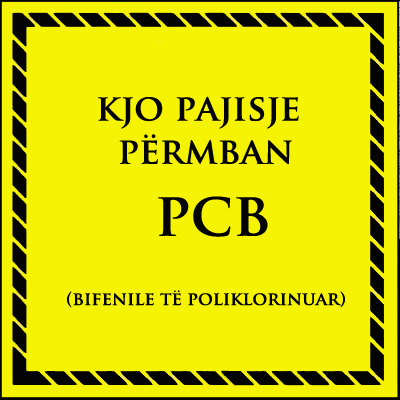 KJO PAJISJE
PËRMBAN
PCB
(BIFENILE TË POLIKLORINUAR)